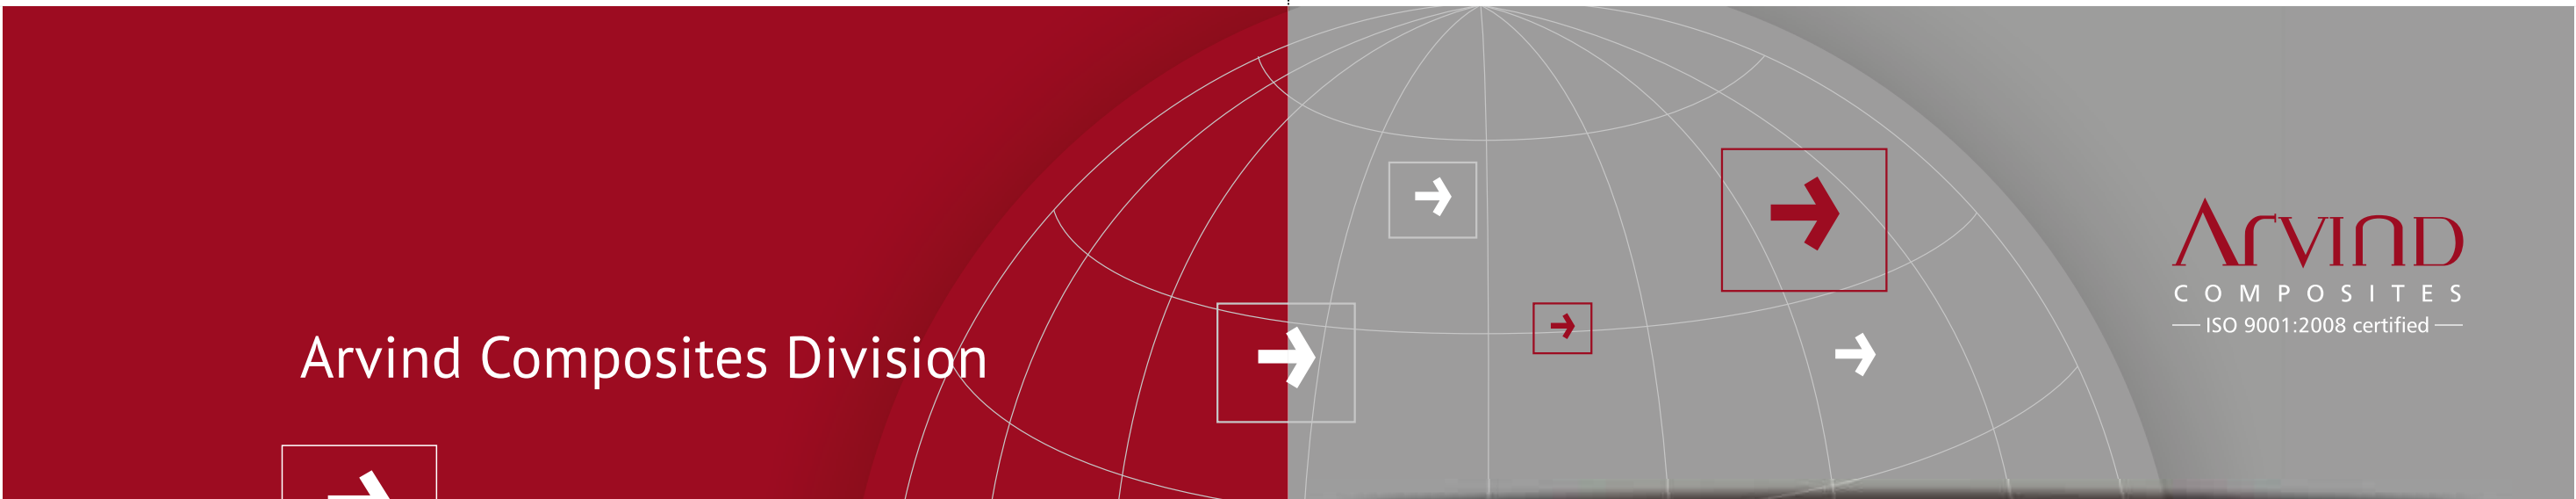 Arvind Composites Division
ARVIND
COMPOSITES
ISO 9001:2008 certified